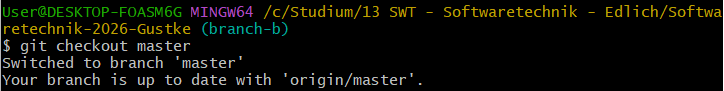 User@DESKTOP-FOASM6G MINGW64 /c/Studium/13 SWT - Softwaretechnik - Edlich/Softwa
retechnik-2026-Gustke (branch-b)
$ git checkout master
Switched to branch 'master'
Your branch is up to date with 'origin/master'.